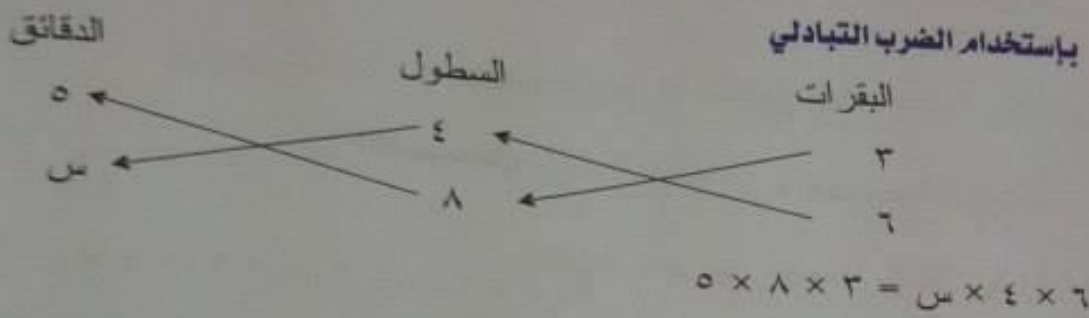 بإستخدام الضرب التبادلي
البقرات السطول الدقائق
٣ ٤ ٥
٦ ٨ س
٦ × ٤ × س = ٣ × ٨ × ٥